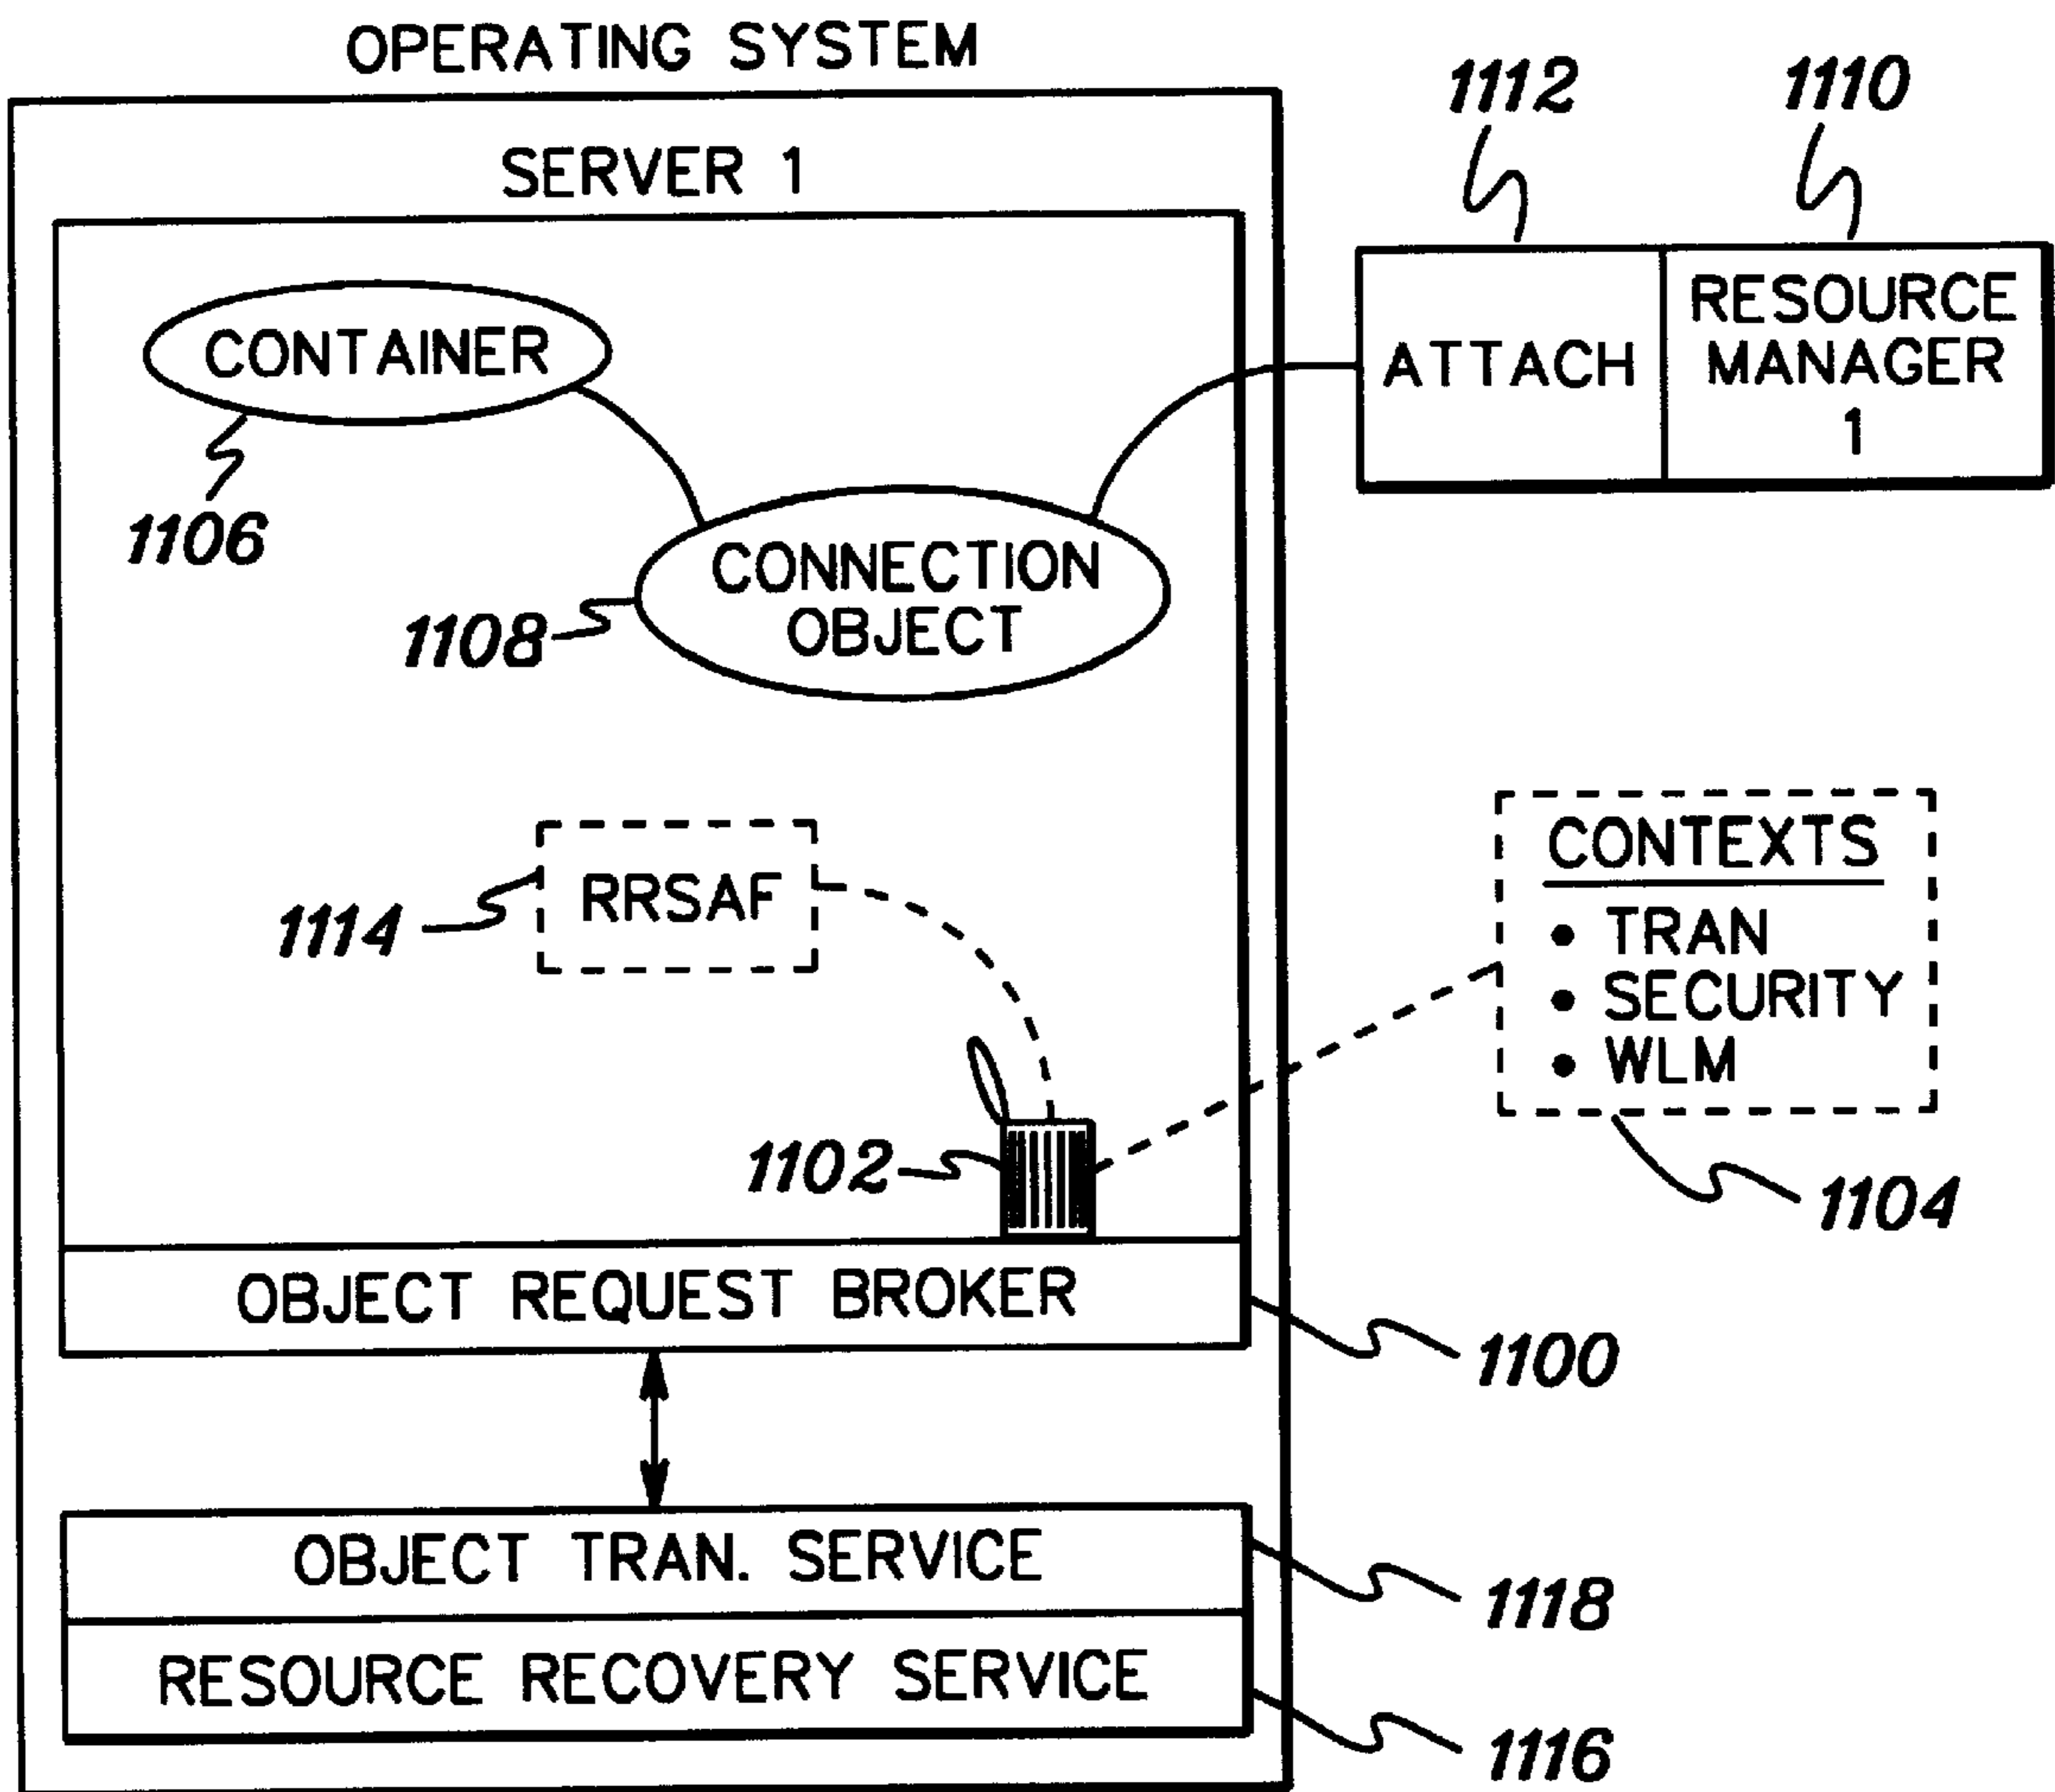 OPERATING SYSTEM
1112
1110
SERVER 1
CONTAINER
ATTACH
RESOURCE
MANAGER
1
1106
CONNECTION
OBJECT
1108
RRSAF
1114
CONTEXTS
• TRAN
• SECURITY
• WLM
1102
1104
OBJECT REQUEST BROKER
1100
OBJECT TRAN. SERVICE
1118
RESOURCE RECOVERY SERVICE
1116